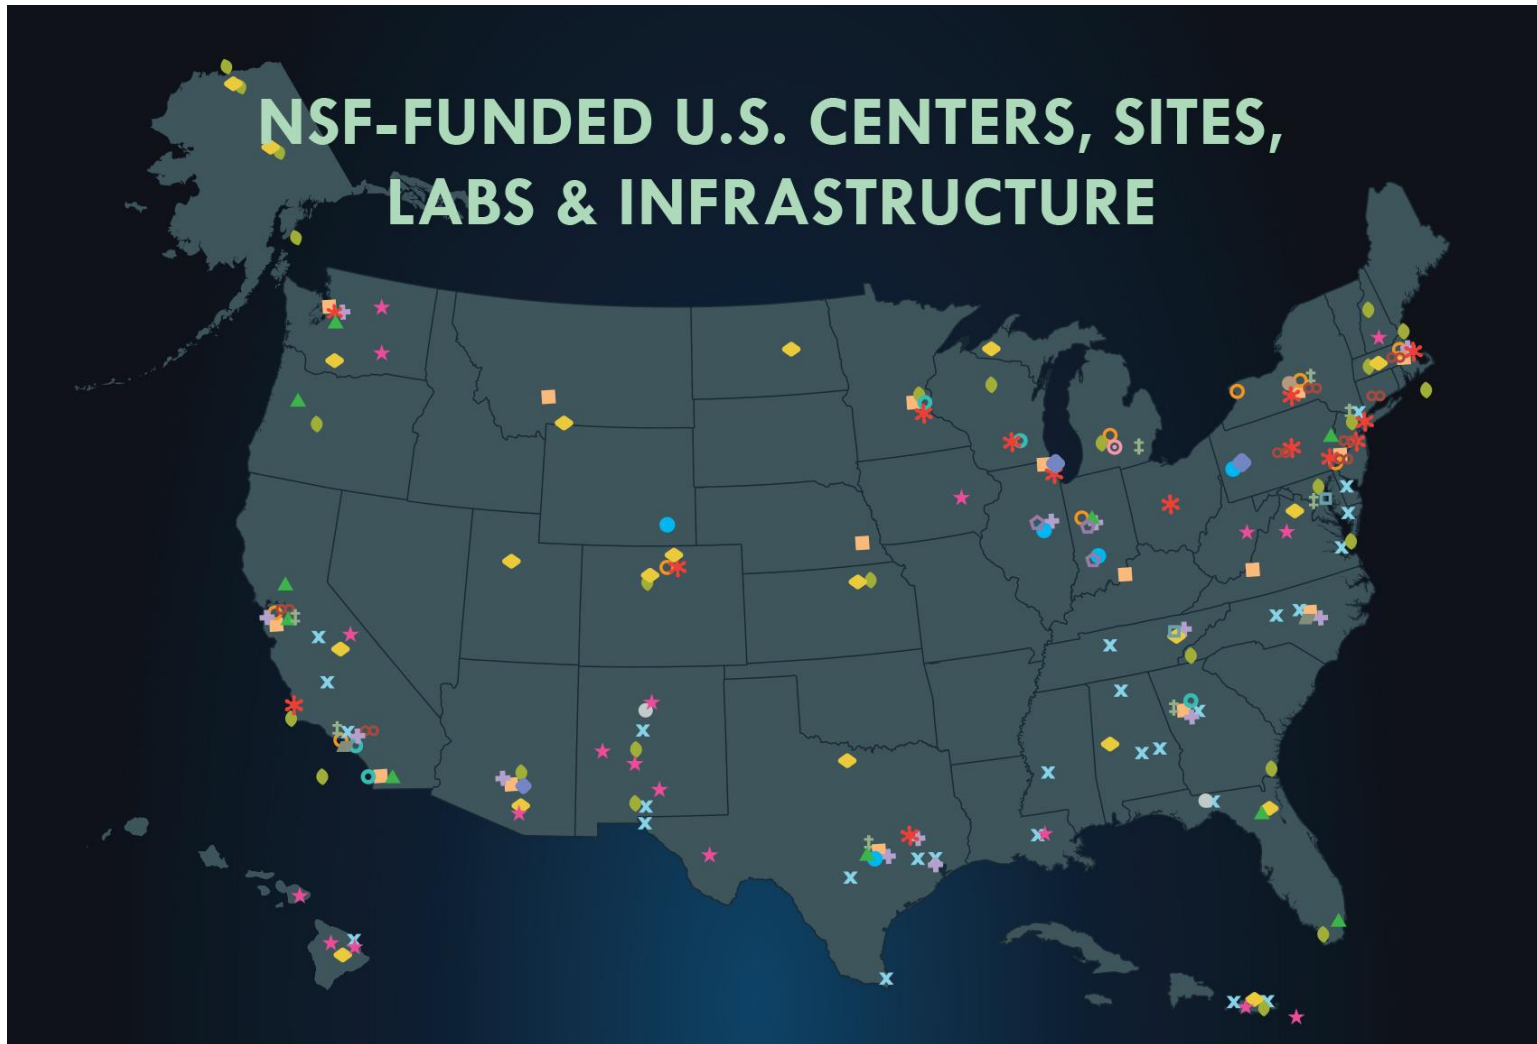 NSF-FUNDED U.S. CENTERS, SITES,
LABS & INFRASTRUCTURE